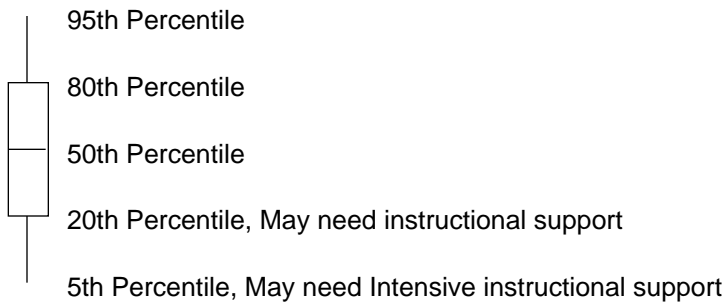 95th Percentile
80th Percentile
50th Percentile
20th Percentile, May need instructional support
5th Percentile, May need Intensive instructional support